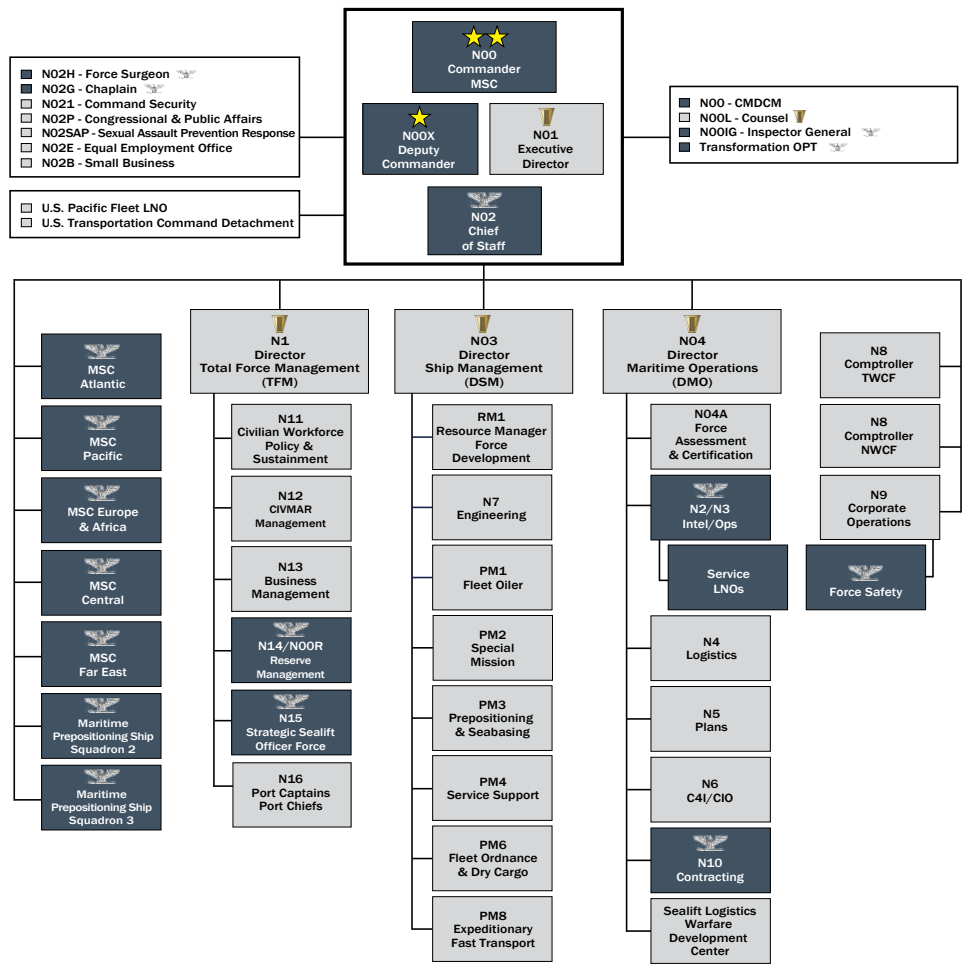 N00
Commander
MSC
N00X
Deputy
Commander
N01
Executive
Director
N02
Chief
of Staff
N02H - Force Surgeon
N02G - Chaplain
N021 - Command Security
N02P - Congressional & Public Affairs
N02SAP - Sexual Assault Prevention Response
N02E - Equal Employment Office
N02B - Small Business
U.S. Pacific Fleet LNO
U.S. Transportation Command Detachment
N00 - CMDCM
N00L - Counsel
N00IG - Inspector General
Transformation OPT
MSC
Atlantic
MSC
Pacific
MSC Europe
& Africa
MSC
Central
MSC
Far East
Maritime
Prepositioning Ship
Squadron 2
Maritime
Prepositioning Ship
Squadron 3
N1
Director
Total Force Management
(TFM)
N11
Civilian Workforce
Policy &
Sustainment
N12
CIVMAR
Management
N13
Business
Management
N14/N00R
Reserve
Management
N15
Strategic Sealift
Officer Force
N16
Port Captains
Port Chiefs
N03
Director
Ship Management
(DSM)
RM1
Resource Manager
Force
Development
N7
Engineering
PM1
Fleet Oiler
PM2
Special
Mission
PM3
Prepositioning
& Seabasing
PM4
Service Support
PM6
Fleet Ordnance
& Dry Cargo
PM8
Expeditionary
Fast Transport
N04
Director
Maritime Operations
(DMO)
N04A
Force
Assessment
& Certification
N2/N3
Intel/Ops
Service
LNOs
N4
Logistics
N5
Plans
N6
C4I/CIO
N10
Contracting
Sealift Logistics
Warfare
Development
Center
N8
Comptroller
TWCF
N8
Comptroller
NWCF
N9
Corporate
Operations
Force Safety